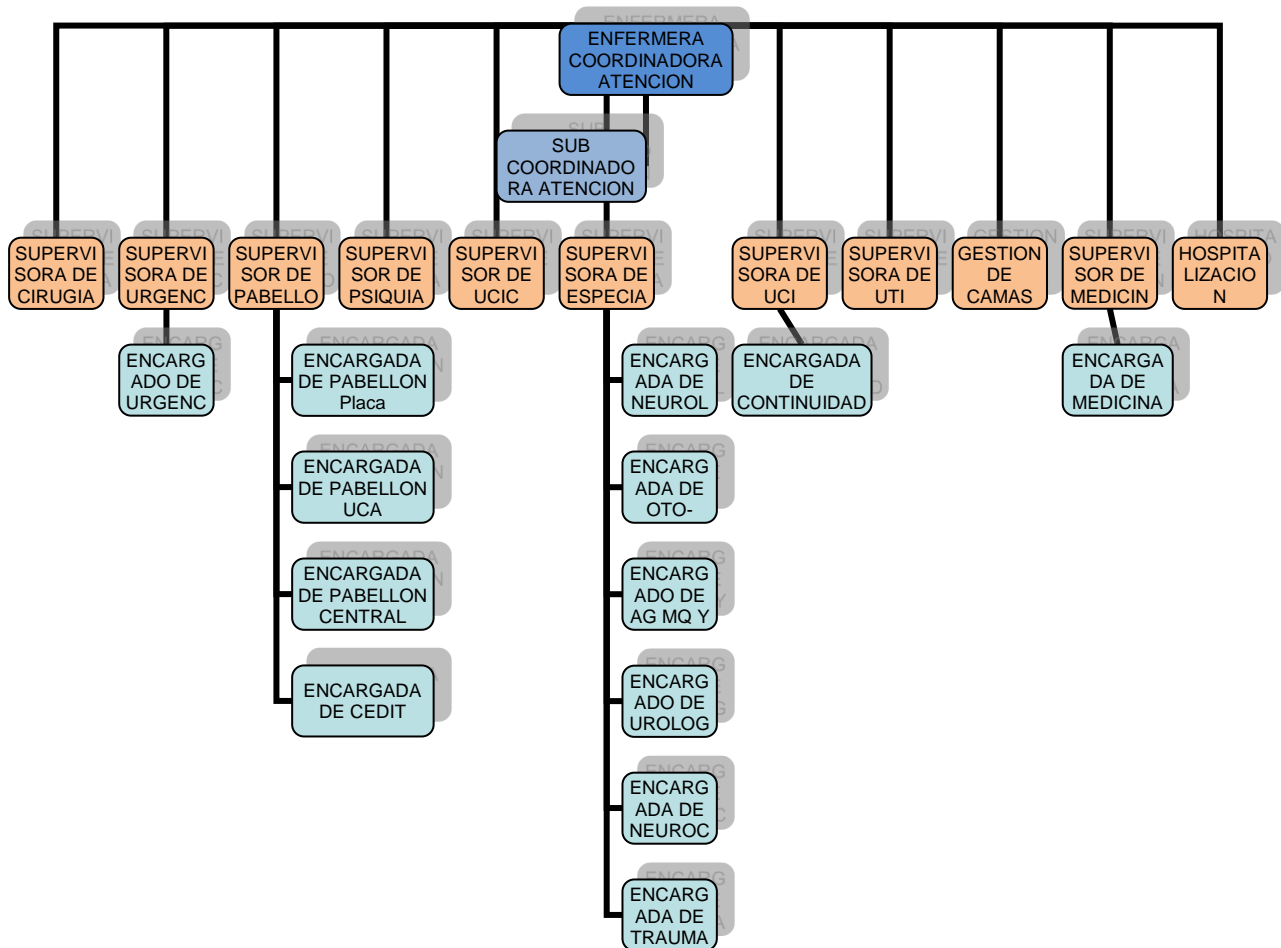 ENFERMERA
COORDINADORA
ATENCION
SUB
COORDINADO
RA ATENCION
SUPERVI
SORA DE
CIRUGIA
SUPERVI
SORA DE
URGENC
SUPERVI
SOR DE
PABELLO
SUPERVI
SOR DE
PSIQUIA
SUPERVI
SOR DE
UCIC
SUPERVI
SORA DE
ESPECIA
SUPERVI
SORA DE
UCI
SUPERVI
SORA DE
UTI
GESTION
DE
CAMAS
SUPERVI
SOR DE
MEDICIN
HOSPITA
LIZACIO
N
ENCARG
ADO DE
URGENC
ENCARGADA
DE PABELLON
Placa
ENCARGADA
DE PABELLON
UCA
ENCARGADA
DE PABELLON
CENTRAL
ENCARGADA
DE CEDIT
ENCARG
ADA DE
NEUROL
ENCARG
ADA DE
OTO-
ENCARG
ADO DE
AG MQ Y
ENCARG
ADO DE
UROLOG
ENCARG
ADA DE
NEUROC
ENCARG
ADA DE
TRAUMA
ENCARGADA
DE
CONTINUIDAD
ENCARGA
DA DE
MEDICINA